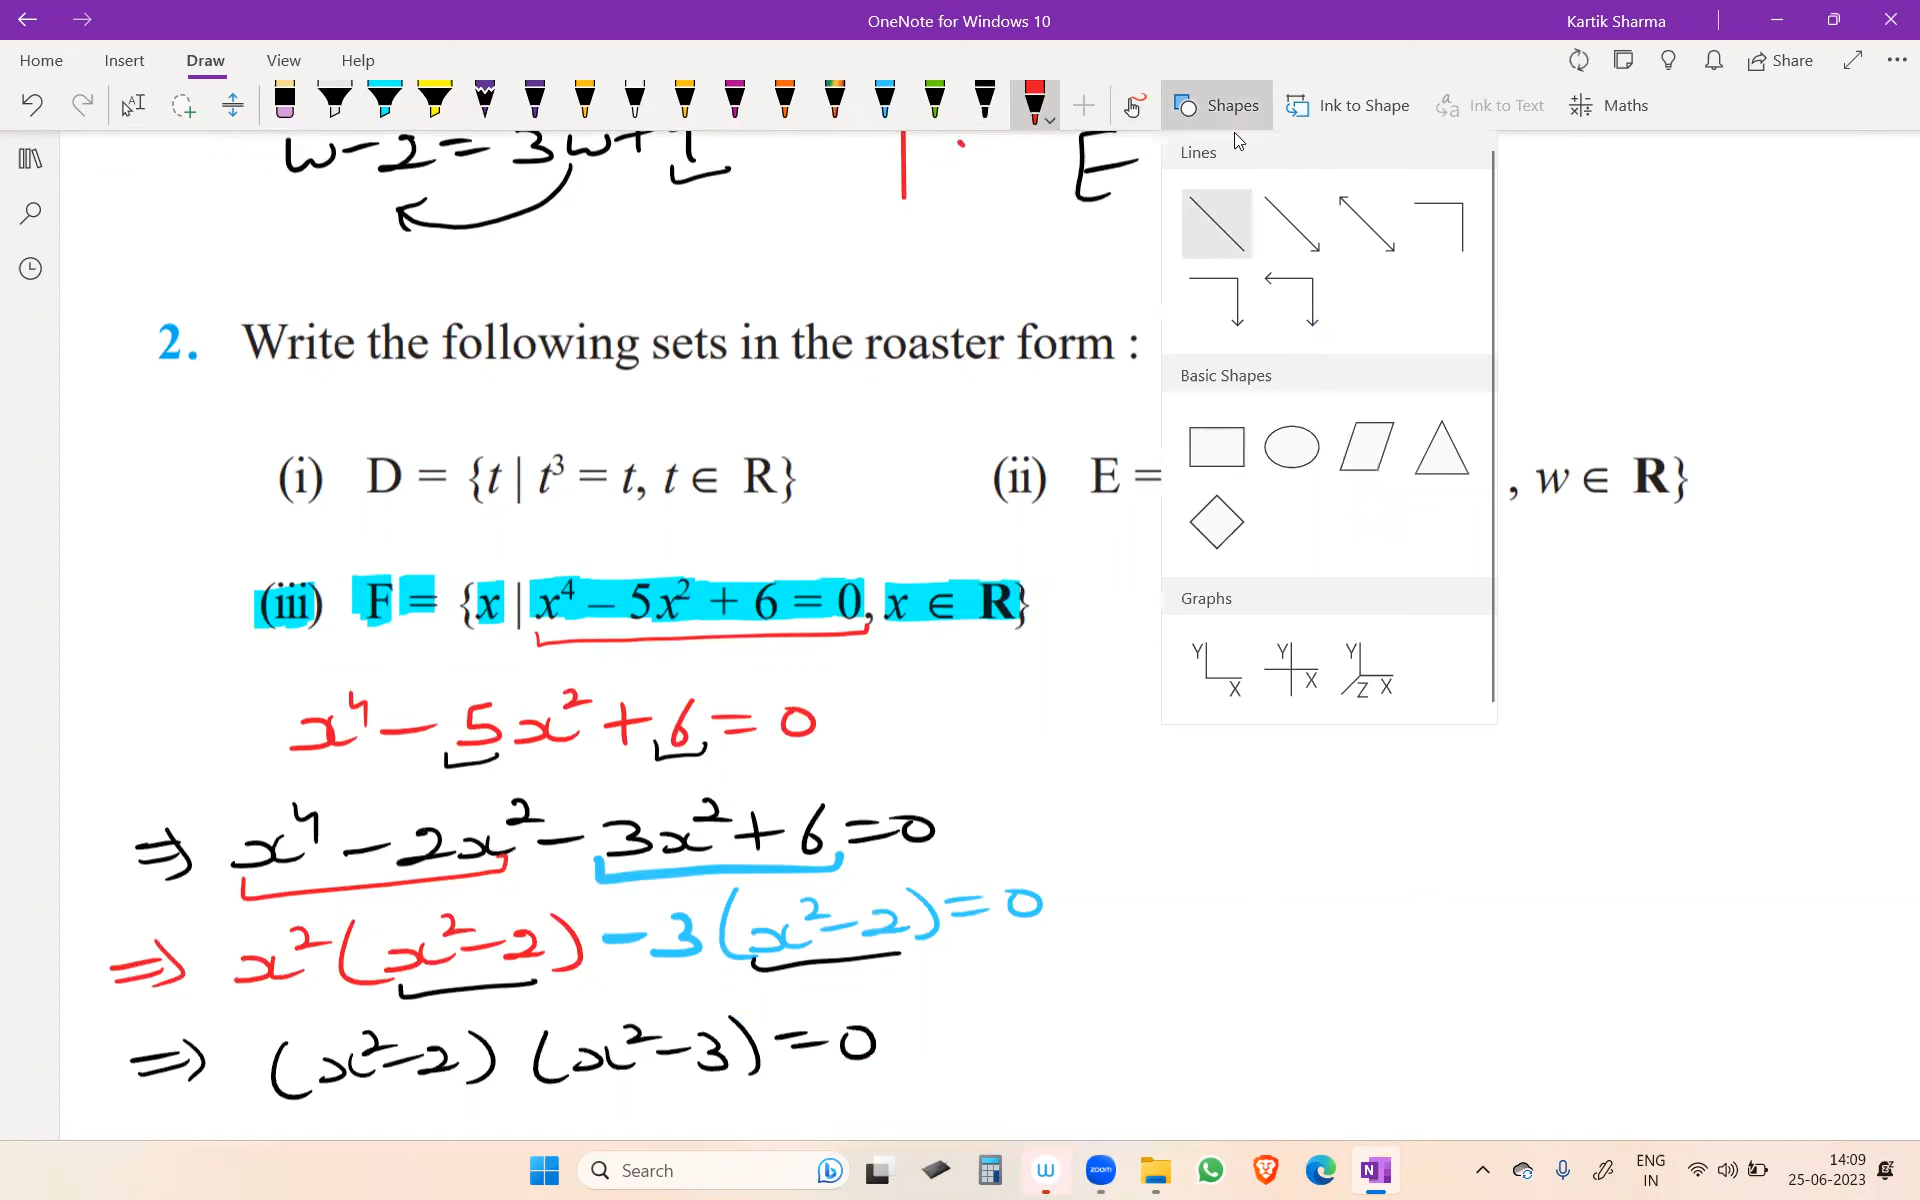 OneNote for Windows 10
Kartik Sharma
Home Insert Draw View Help
Share
Shapes
Ink to Shape
Ink to Text
Maths
w-2=3w+1
E
Lines
2. Write the following sets in the roaster form :
Basic Shapes
(i) D = {t | t³ = t, t ∈ R}
(ii) E = , w ∈ R}
(iii) F = {x | x⁴ – 5x² + 6 = 0, x ∈ R}
Graphs
Y X Y X Y Z X
x⁴ - 5x² + 6 = 0
⇒ x⁴ - 2x² - 3x² + 6 = 0
⇒ x²(x²-2) -3(x²-2) = 0
⇒ (x²-2) (x²-3) = 0
Search
zoom
ENG
IN
14:09
25-06-2023